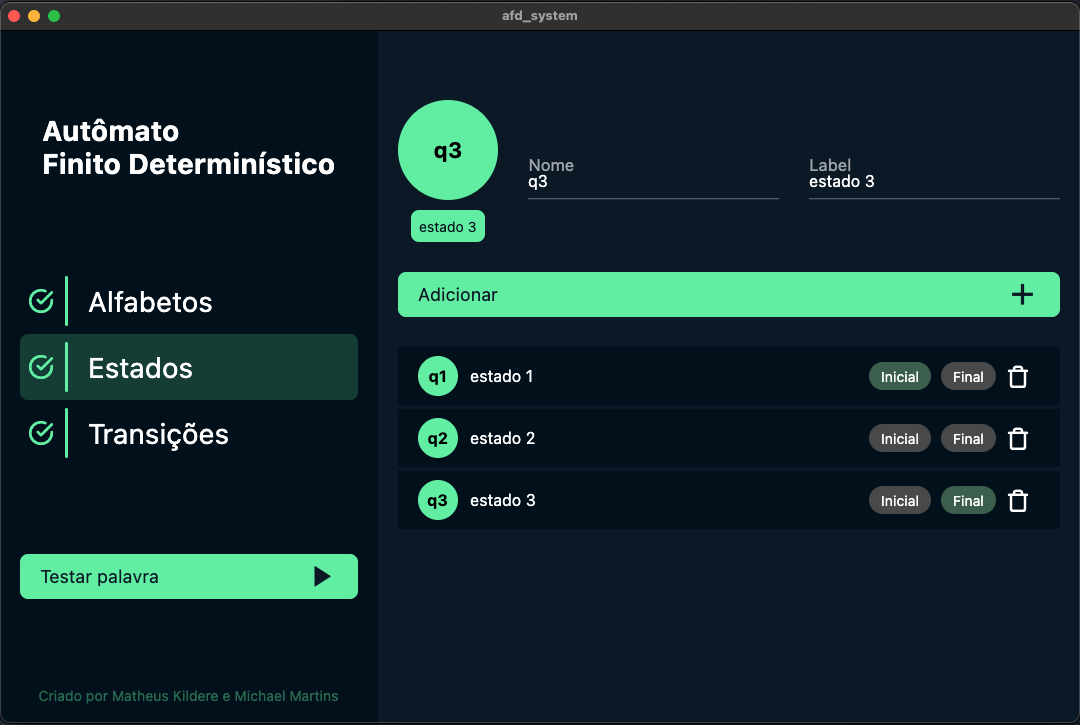 afd_system
Autômato
Finito Determinístico
Alfabetos
Estados
Transições
Testar palavra
Criado por Matheus Kildere e Michael Martins
q3
estado 3
Nome
q3
Label
estado 3
Adicionar
q1 estado 1 Inicial Final
q2 estado 2 Inicial Final
q3 estado 3 Inicial Final